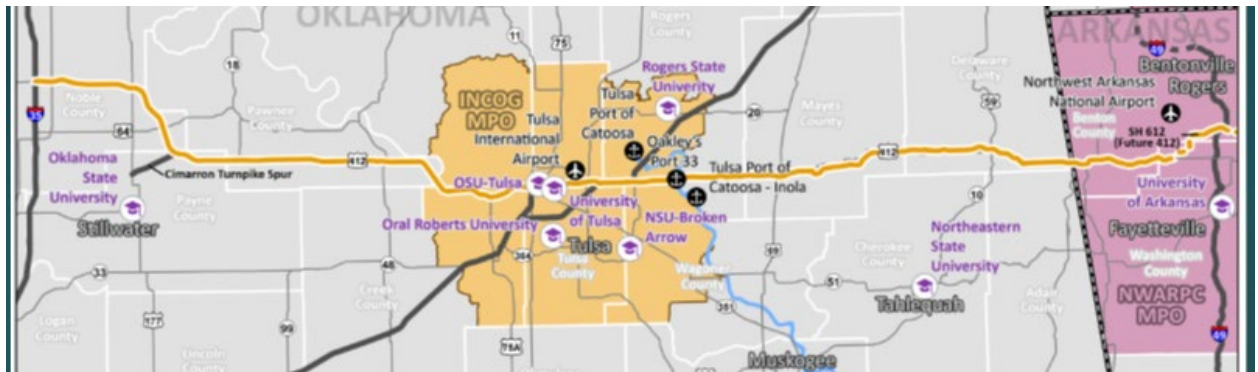 OKLAHOMA
ARKANSAS
Rogers
County
11
75
18
Noble
County
35
64
Pawnee
County
INCOG
MPO
Tulsa
International
Airport
Tulsa
Port of
Catoosa
Rogers State
Univerity
Oakley's
Port 33
20
Mayes
County
Delaware
County
59
49
Bentonville
Rogers
Northwest Arkansas
National Airport
Benton
County
SH 612
(Future 412)
Oklahoma
State
University
Stillwater
Cimarron Turnpike Spur
Payne
County
412
OSU-Tulsa
Oral Roberts University
University
of Tulsa
Tulsa
Tulsa
County
NSU-Broken
Arrow
Tulsa Port of
Catoosa - Inola
412
10
University
of Arkansas
Fayetteville
Washington
County
NWARPC
MPO
49
Northeastern
State
University
Cherokee
County
Tahlequah
Adair
County
51
69
Wagoner
County
351
Muskogee
33
48
Creek
County
Logan
County
177
99
Lincoln
County
75A